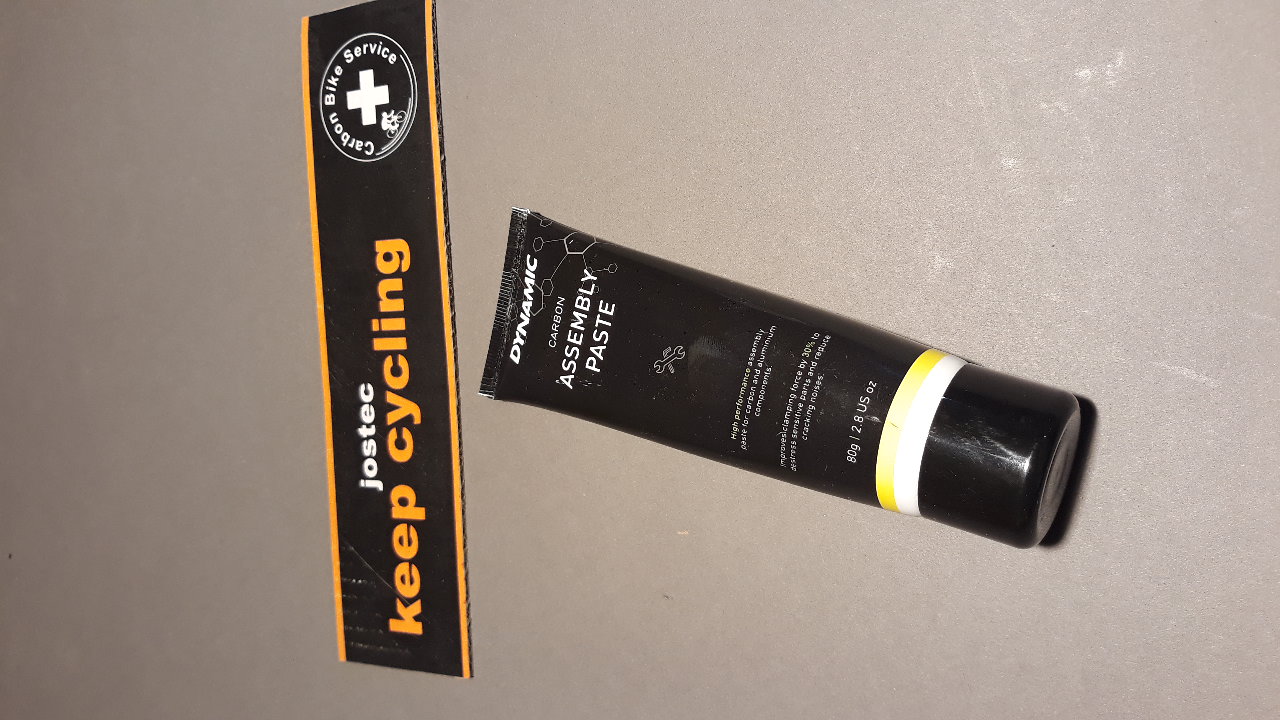 Carbon Bike Service
jostec
keep cycling
DYNAMIC
CARBON
ASSEMBLY
PASTE
High performance assembly
paste for carbon and aluminium
components.
Improves clamping force by 30% to
destress sensitive parts and reduce
cracking noises.
80g | 2.8 US oz